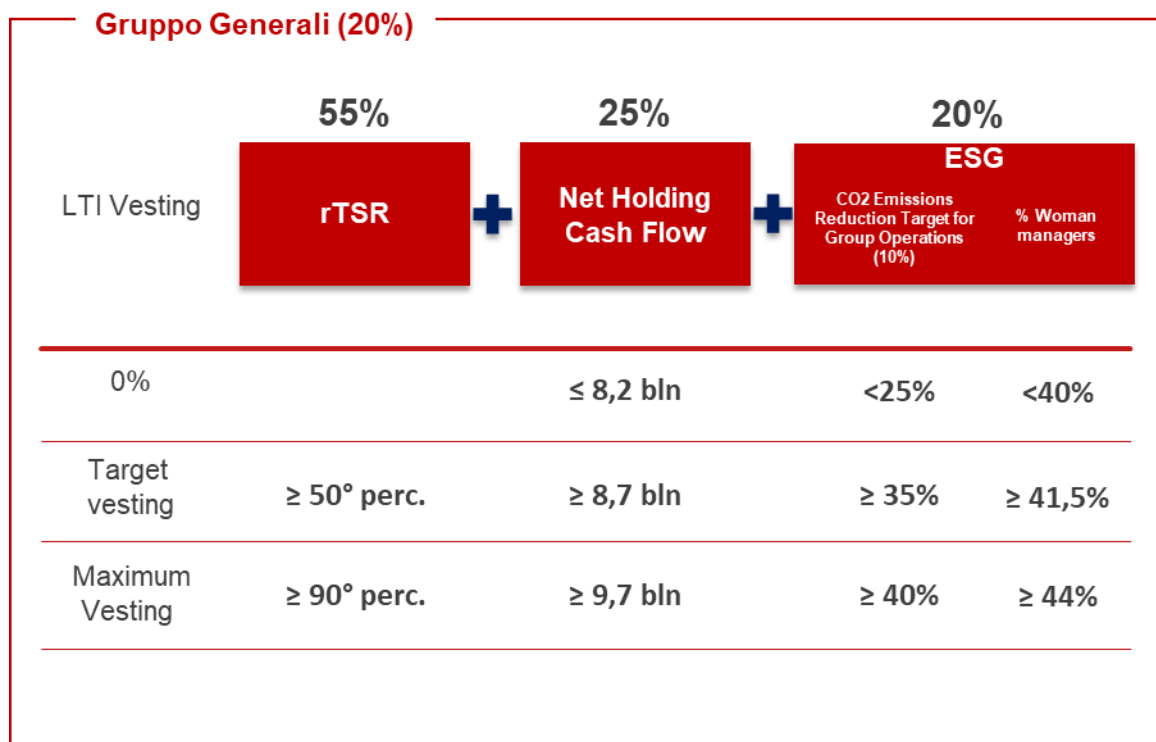 Gruppo Generali (20%)
55% 25% 20%
LTI Vesting
rTSR
Net Holding
Cash Flow
ESG
CO2 Emissions
Reduction Target for
Group Operations
(10%)
% Woman
managers
0% ≤ 8,2 bln <25% <40%
Target
vesting
≥ 50° perc. ≥ 8,7 bln ≥ 35% ≥ 41,5%
Maximum
Vesting
≥ 90° perc. ≥ 9,7 bln ≥ 40% ≥ 44%